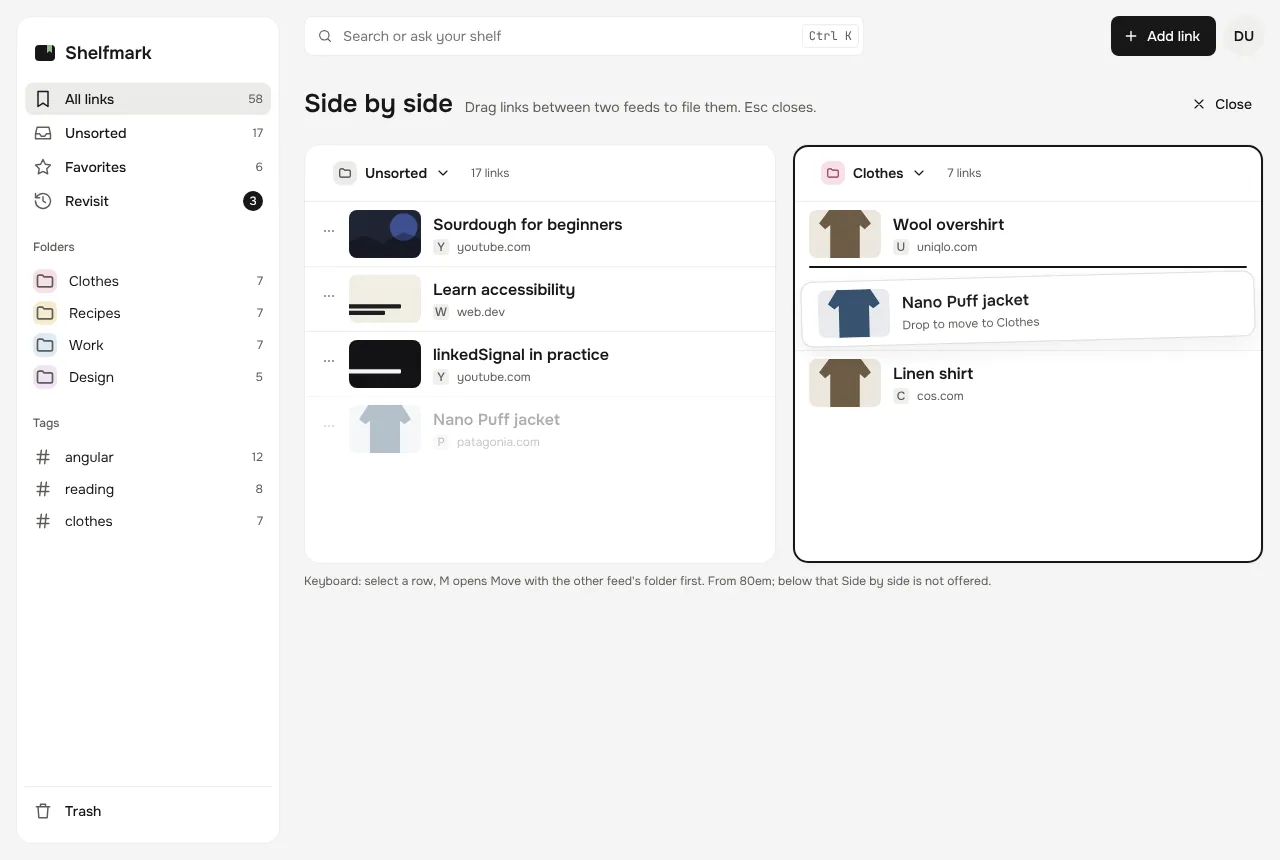 Shelfmark
All links 58
Unsorted 17
Favorites 6
Revisit 3
Folders
Clothes 7
Recipes 7
Work 7
Design 5
Tags
# angular 12
# reading 8
# clothes 7
Trash
Search or ask your shelf Ctrl K
+ Add link DU
Side by side Drag links between two feeds to file them. Esc closes.
Close
Unsorted 17 links
Sourdough for beginners
Y youtube.com
Learn accessibility
W web.dev
linkedSignal in practice
Y youtube.com
Nano Puff jacket
P patagonia.com
Clothes 7 links
Wool overshirt
U uniqlo.com
Nano Puff jacket
Drop to move to Clothes
Linen shirt
C cos.com
Keyboard: select a row, M opens Move with the other feed's folder first. From 80em; below that Side by side is not offered.